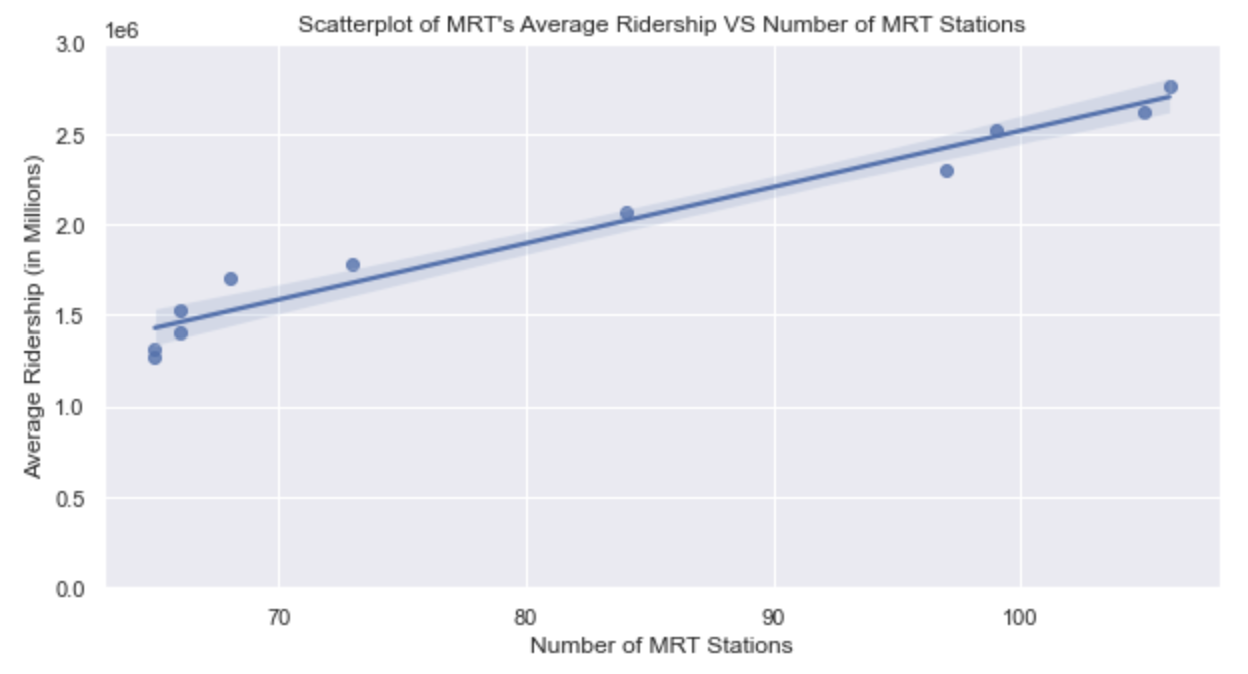 Scatterplot of MRT's Average Ridership VS Number of MRT Stations
1e6
3.0
2.5
2.0
1.5
1.0
0.5
0.0
Average Ridership (in Millions)
70 80 90 100
Number of MRT Stations